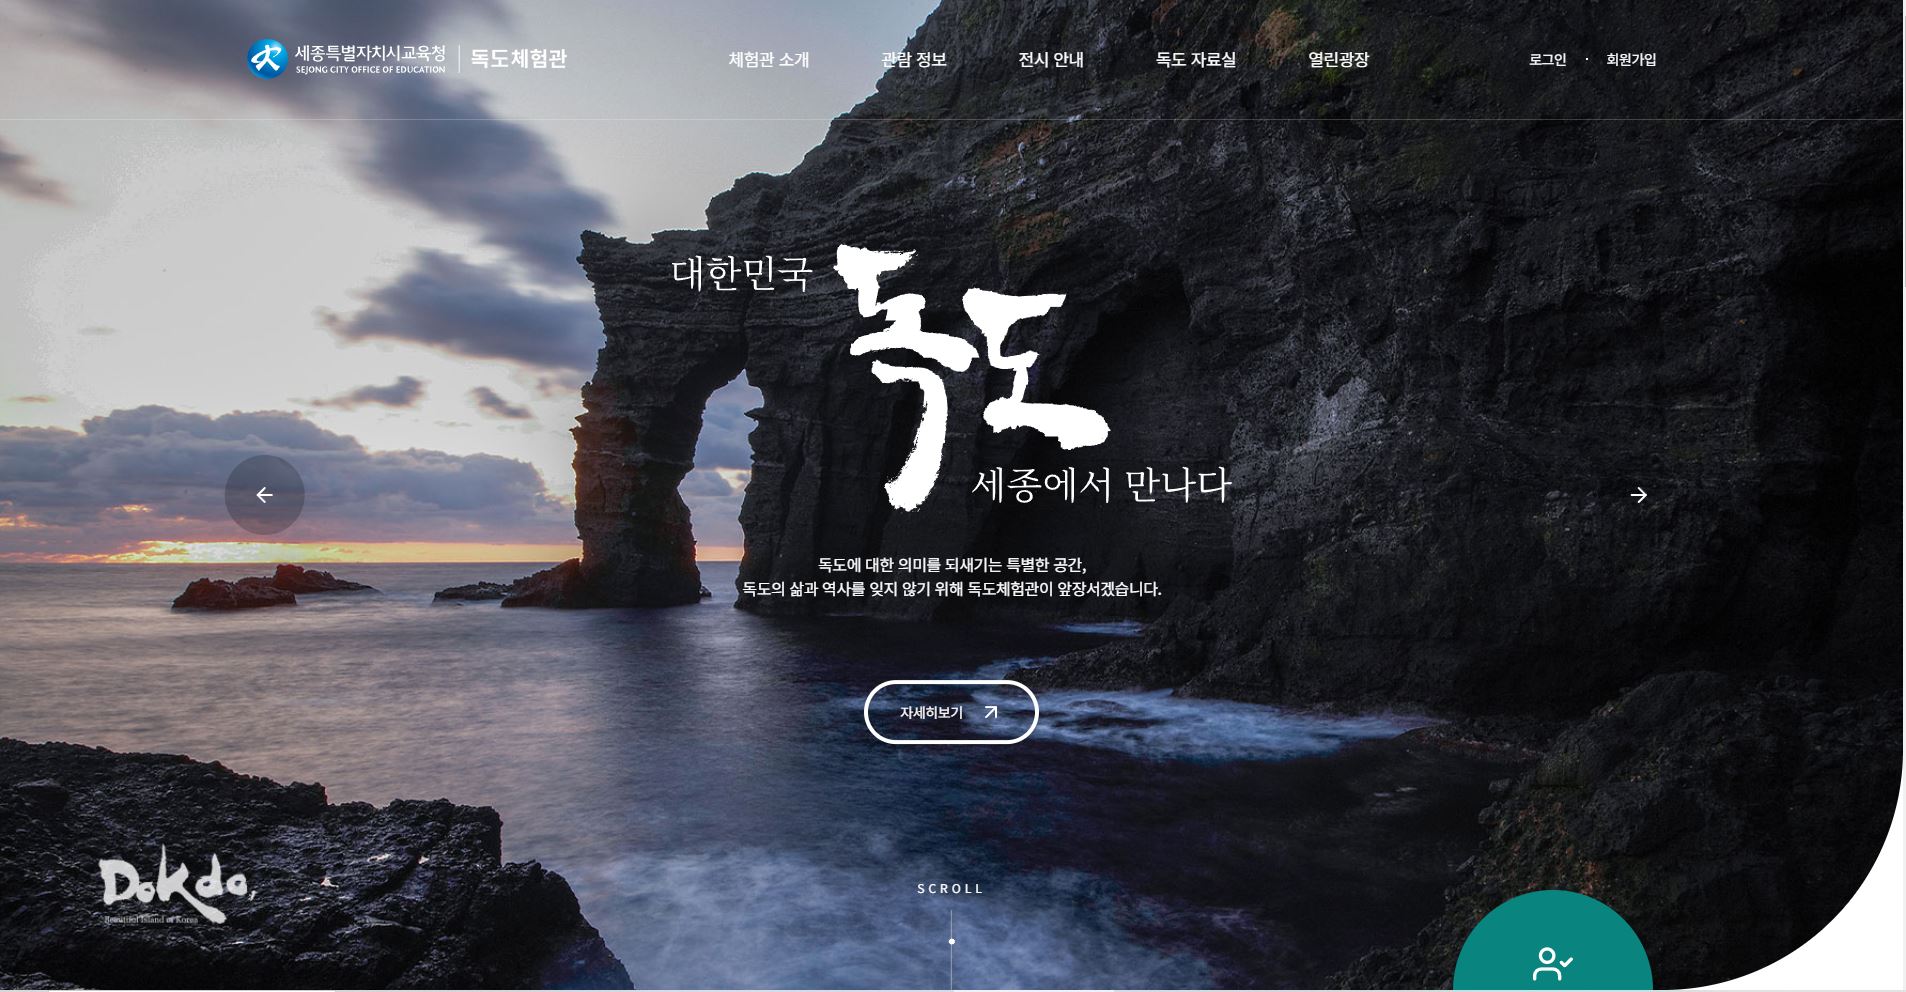 세종특별자치시교육청 독도체험관
SEJONG CITY OFFICE OF EDUCATION
체험관 소개 관람 정보 전시 안내 독도 자료실 열린광장
로그인 · 회원가입
대한민국
독도
세종에서 만나다
독도에 대한 의미를 되새기는 특별한 공간,
독도의 삶과 역사를 잊지 않기 위해 독도체험관이 앞장서겠습니다.
자세히보기
Dokdo,
Beautiful Island of Korea
SCROLL